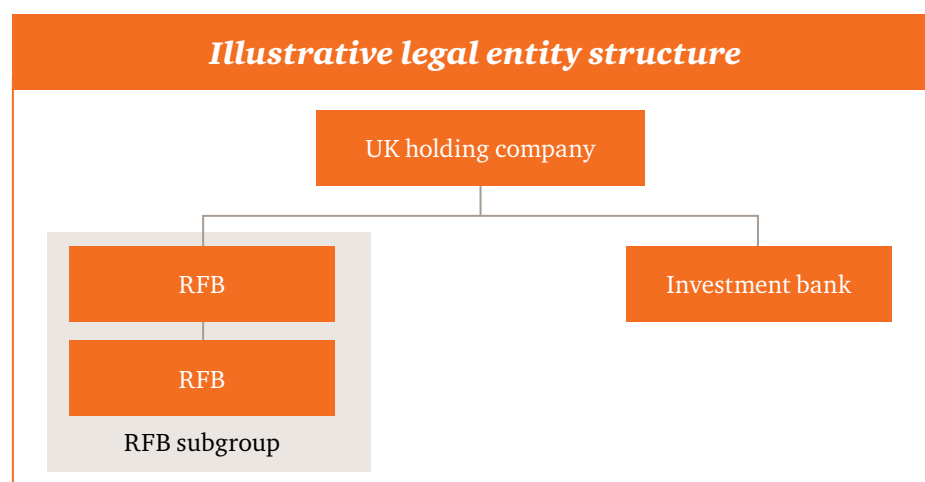 Illustrative legal entity structure
UK holding company
RFB
Investment bank
RFB
RFB subgroup